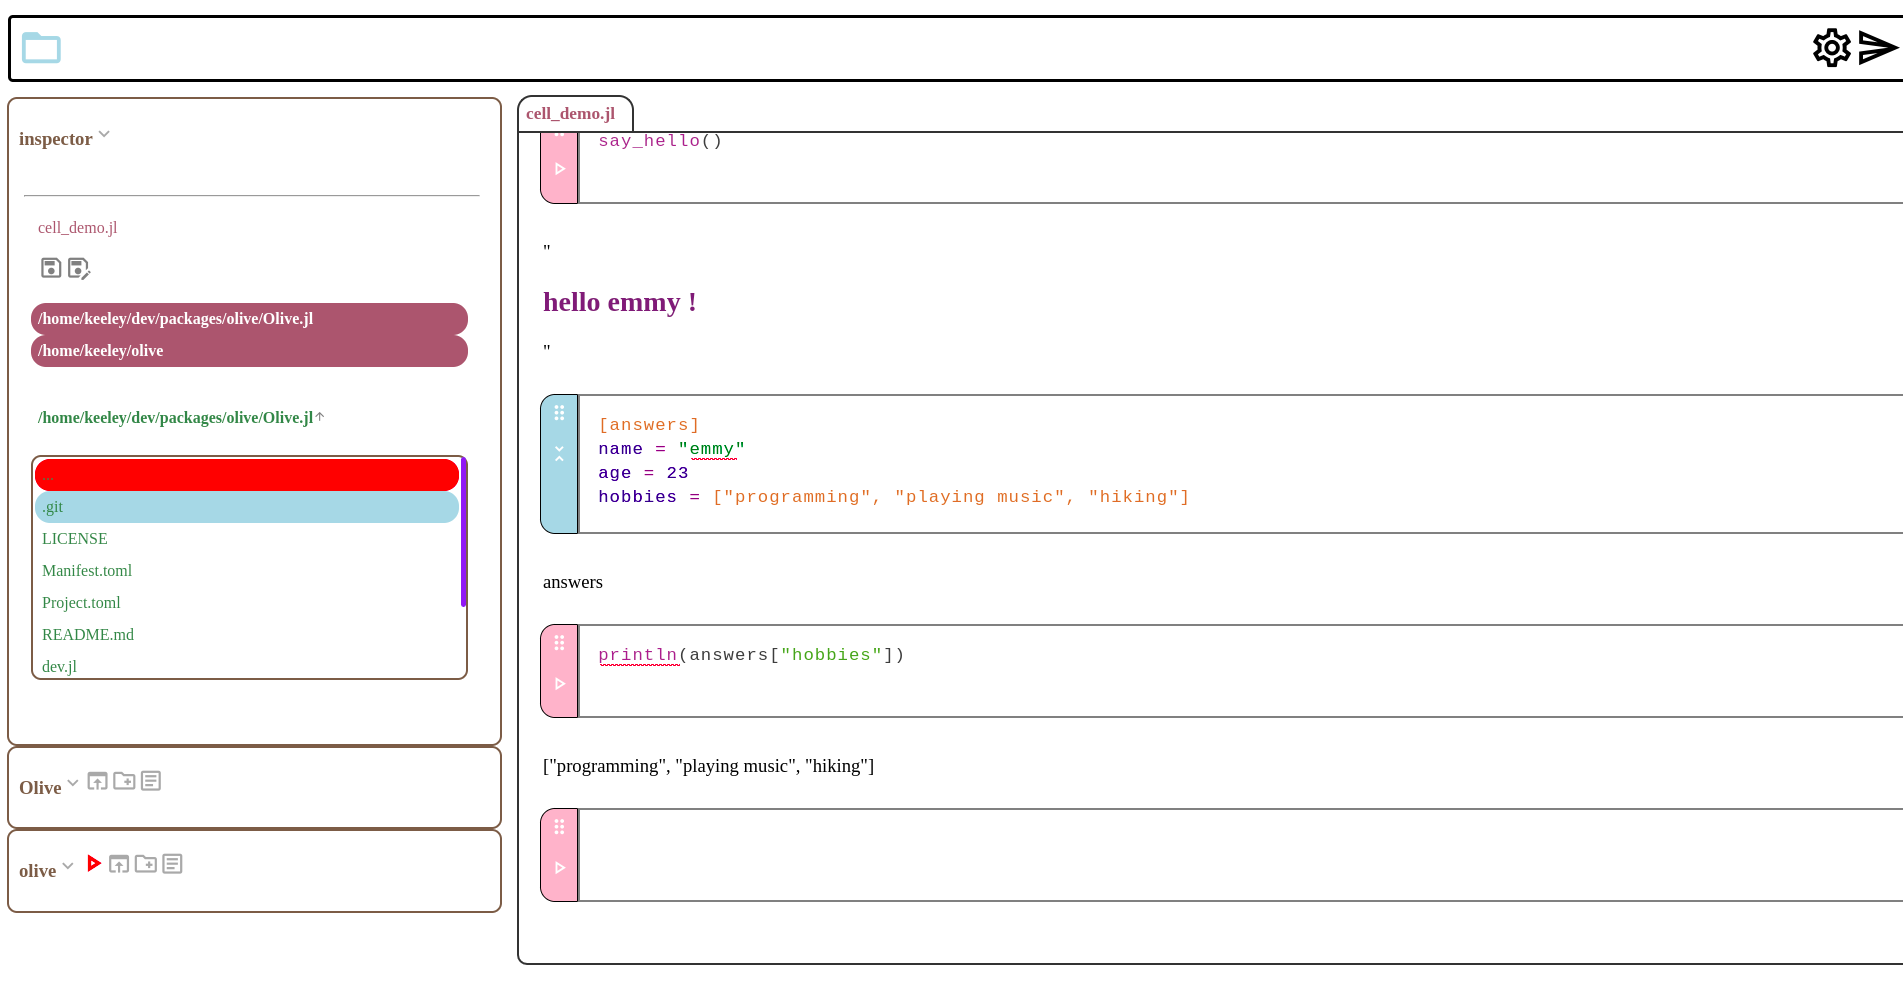 inspector
cell_demo.jl
/home/keeley/dev/packages/olive/Olive.jl
/home/keeley/olive
/home/keeley/dev/packages/olive/Olive.jl
...
.git
LICENSE
Manifest.toml
Project.toml
README.md
dev.jl
Olive
olive
cell_demo.jl
say_hello()
"
hello emmy !
"
[answers]
name = "emmy"
age = 23
hobbies = ["programming", "playing music", "hiking"]
answers
println(answers["hobbies"])
["programming", "playing music", "hiking"]